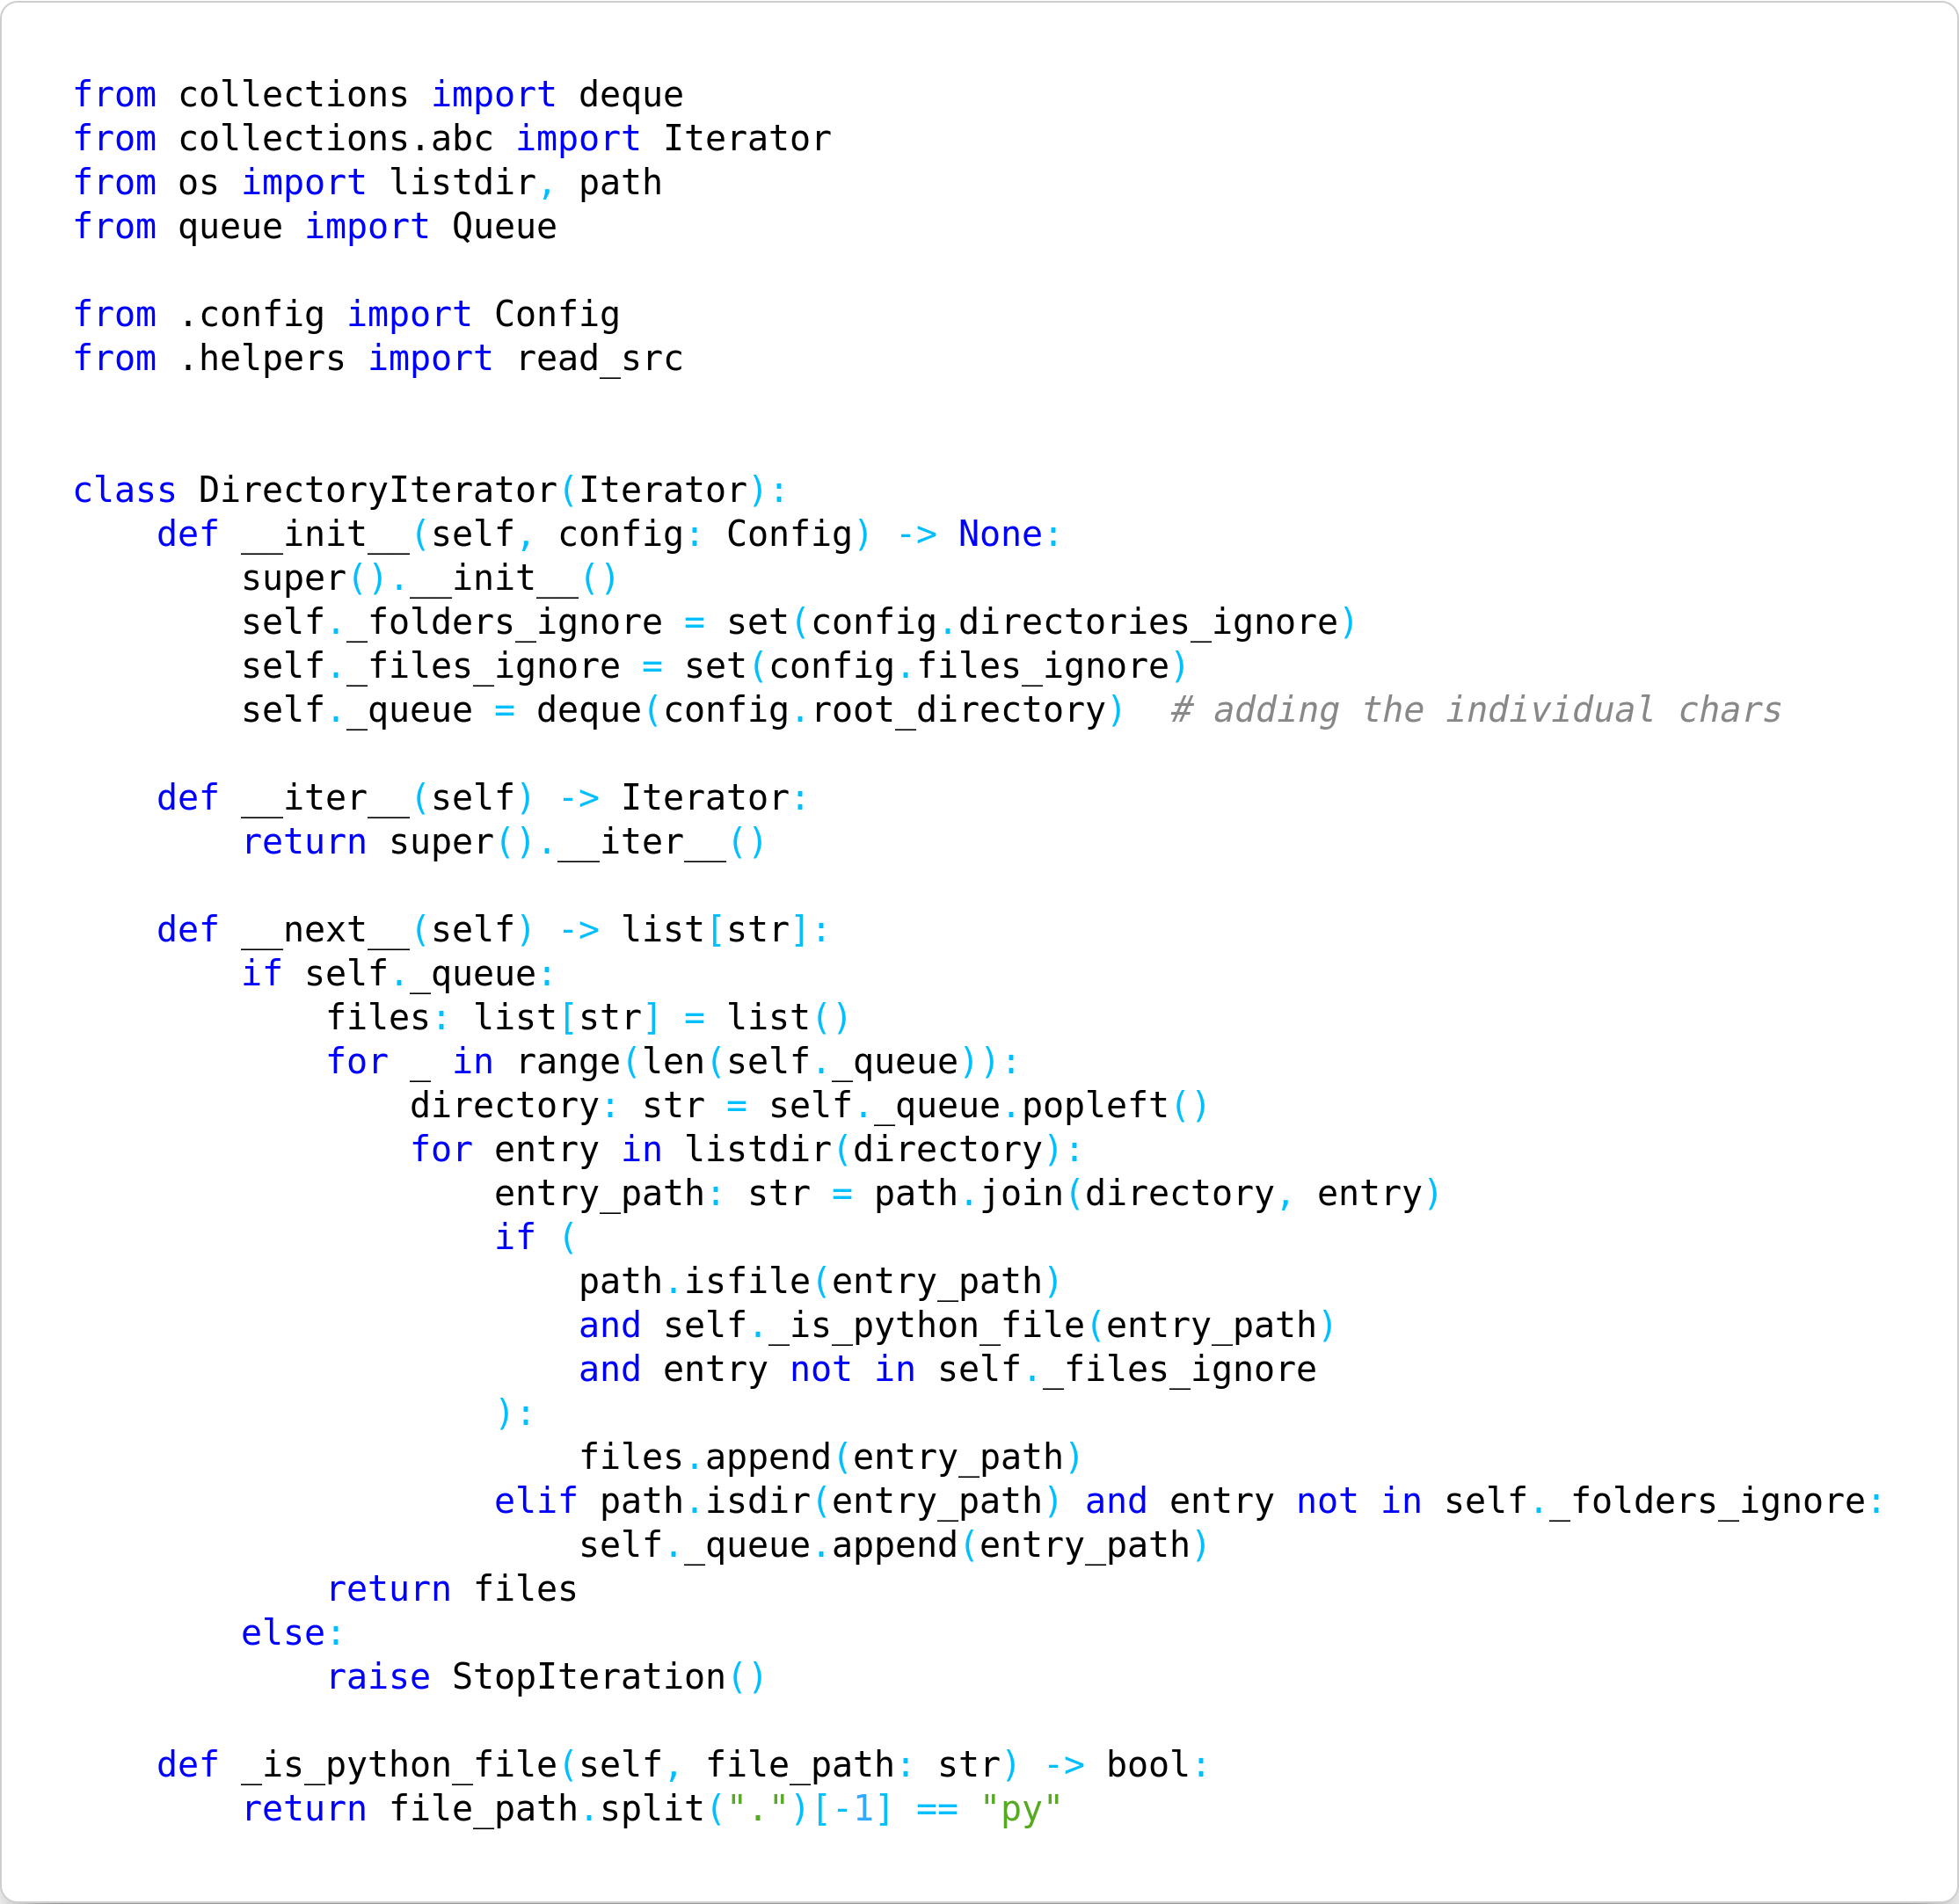 from collections import deque
from collections.abc import Iterator
from os import listdir, path
from queue import Queue

from .config import Config
from .helpers import read_src


class DirectoryIterator(Iterator):
    def __init__(self, config: Config) -> None:
        super().__init__()
        self._folders_ignore = set(config.directories_ignore)
        self._files_ignore = set(config.files_ignore)
        self._queue = deque(config.root_directory)  # adding the individual chars

    def __iter__(self) -> Iterator:
        return super().__iter__()

    def __next__(self) -> list[str]:
        if self._queue:
            files: list[str] = list()
            for _ in range(len(self._queue)):
                directory: str = self._queue.popleft()
                for entry in listdir(directory):
                    entry_path: str = path.join(directory, entry)
                    if (
                        path.isfile(entry_path)
                        and self._is_python_file(entry_path)
                        and entry not in self._files_ignore
                    ):
                        files.append(entry_path)
                    elif path.isdir(entry_path) and entry not in self._folders_ignore:
                        self._queue.append(entry_path)
            return files
        else:
            raise StopIteration()

    def _is_python_file(self, file_path: str) -> bool:
        return file_path.split(".")[-1] == "py"